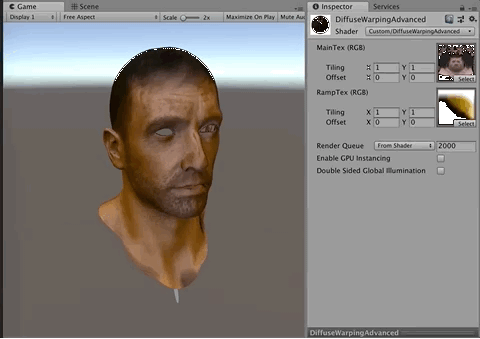 Game
Scene
Display 1
Free Aspect
Scale
2x
Maximize On Play
Mute Au
Inspector
Services
DiffuseWarpingAdvanced
Shader
Custom/DiffuseWarpingAdvanced
MainTex (RGB)
Tiling X 1 Y 1
Offset X 0 Y 0
Select
RampTex (RGB)
Tiling X 1 Y 1
Offset X 0 Y 0
Select
Render Queue
From Shader
2000
Enable GPU Instancing
Double Sided Global Illumination
DiffuseWarpingAdvanced